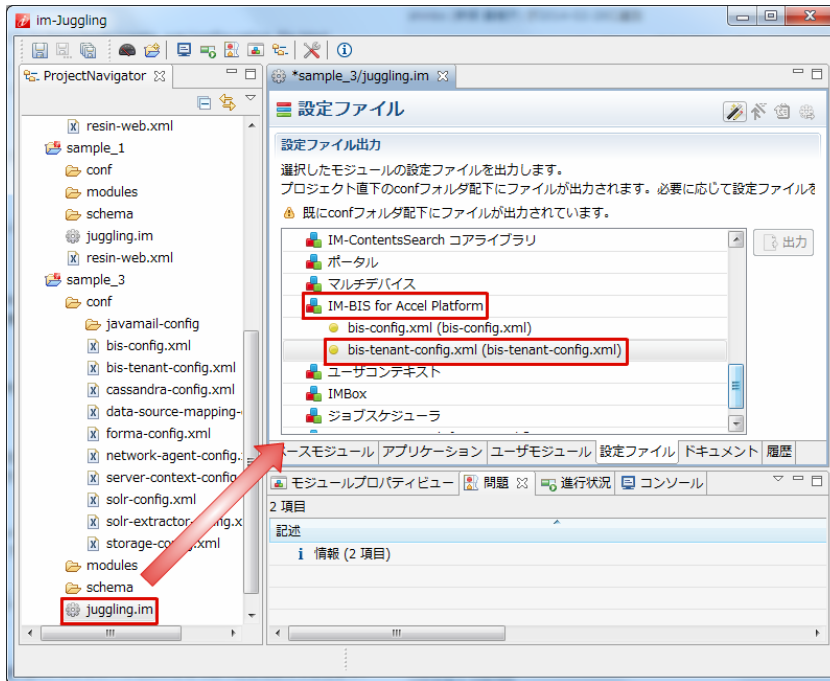 im-Juggling
ProjectNavigator
resin-web.xml
sample_1
conf
modules
schema
juggling.im
resin-web.xml
sample_3
conf
javamail-config
bis-config.xml
bis-tenant-config.xml
cassandra-config.xml
data-source-mapping-
forma-config.xml
network-agent-config.
server-context-config
solr-config.xml
solr-extractor-
storage-
modules
schema
juggling.im
*sample_3/juggling.im
設定ファイル
設定ファイル出力
選択したモジュールの設定ファイルを出力します。
プロジェクト直下のconfフォルダ配下にファイルが出力されます。必要に応じて設定ファイルを
既にconfフォルダ配下にファイルが出力されています。
IM-ContentsSearch コアライブラリ
ポータル
マルチデバイス
IM-BIS for Accel Platform
bis-config.xml (bis-config.xml)
bis-tenant-config.xml (bis-tenant-config.xml)
ユーザコンテキスト
IMBox
ジョブスケジューラ
出力
ースモジュール アプリケーション ユーザモジュール 設定ファイル ドキュメント 履歴
モジュールプロパティビュー 問題 進行状況 コンソール
2 項目
記述
情報 (2 項目)